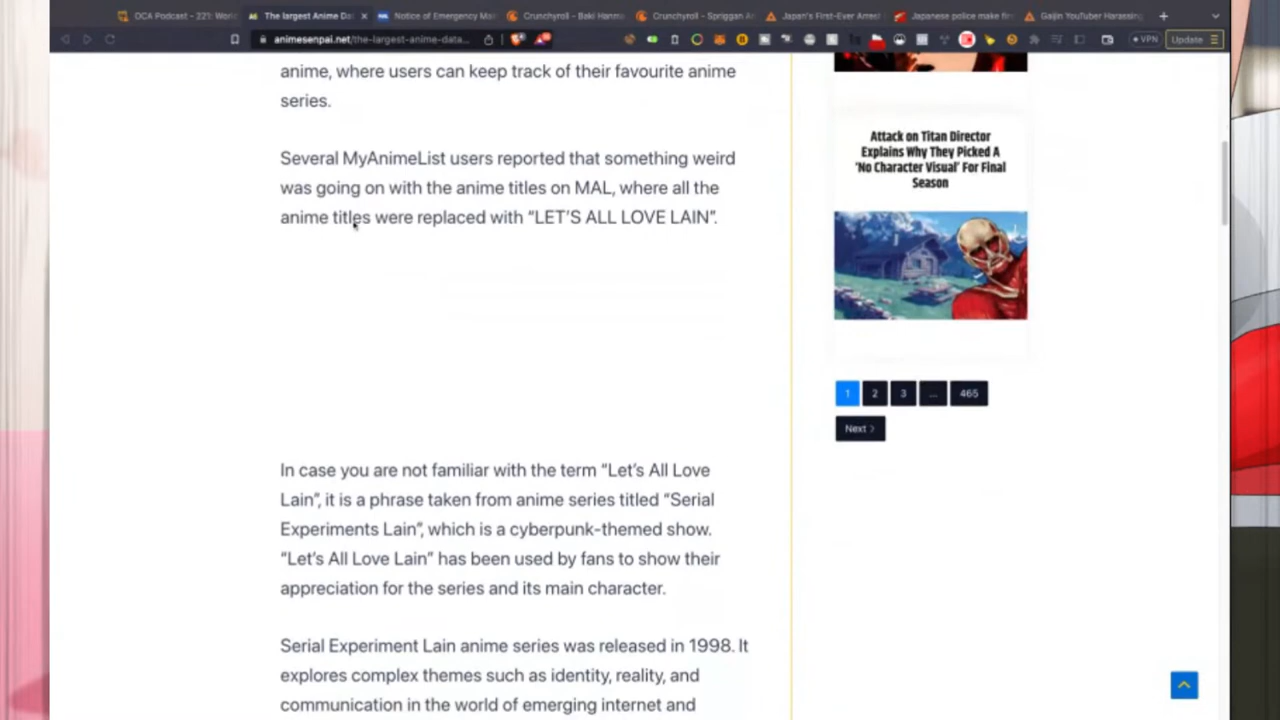 OCA Podcast - 221: Worl
The largest Anime Da
Notice of Emergency Ma
Crunchyroll - Baki Hanma
Crunchyroll - Spriggan An
Japan's First-Ever Arrest
Japanese police make fir
Gaijin YouTuber Harassing
animesenpai.net/the-largest-anime-data...
VPN
Update
anime, where users can keep track of their favourite anime
series.
Several MyAnimeList users reported that something weird
was going on with the anime titles on MAL, where all the
anime titles were replaced with “LET’S ALL LOVE LAIN”.
In case you are not familiar with the term “Let’s All Love
Lain”, it is a phrase taken from anime series titled “Serial
Experiments Lain”, which is a cyberpunk-themed show.
“Let’s All Love Lain” has been used by fans to show their
appreciation for the series and its main character.
Serial Experiment Lain anime series was released in 1998. It
explores complex themes such as identity, reality, and
communication in the world of emerging internet and
Attack on Titan Director
Explains Why They Picked A
'No Character Visual' For Final
Season
1 2 3 ... 465
Next